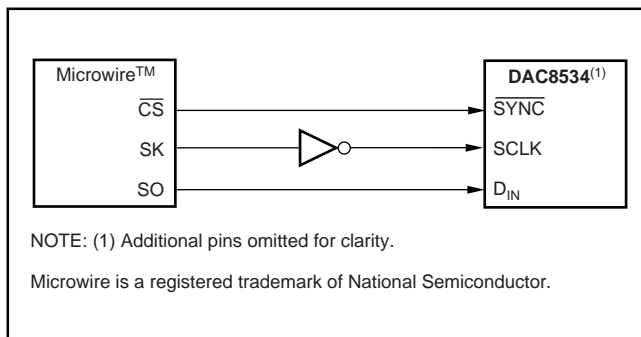 Microwire™
DAC8534(1)
CS
SYNC
SK
SCLK
SO
DIN
NOTE: (1) Additional pins omitted for clarity.
Microwire is a registered trademark of National Semiconductor.